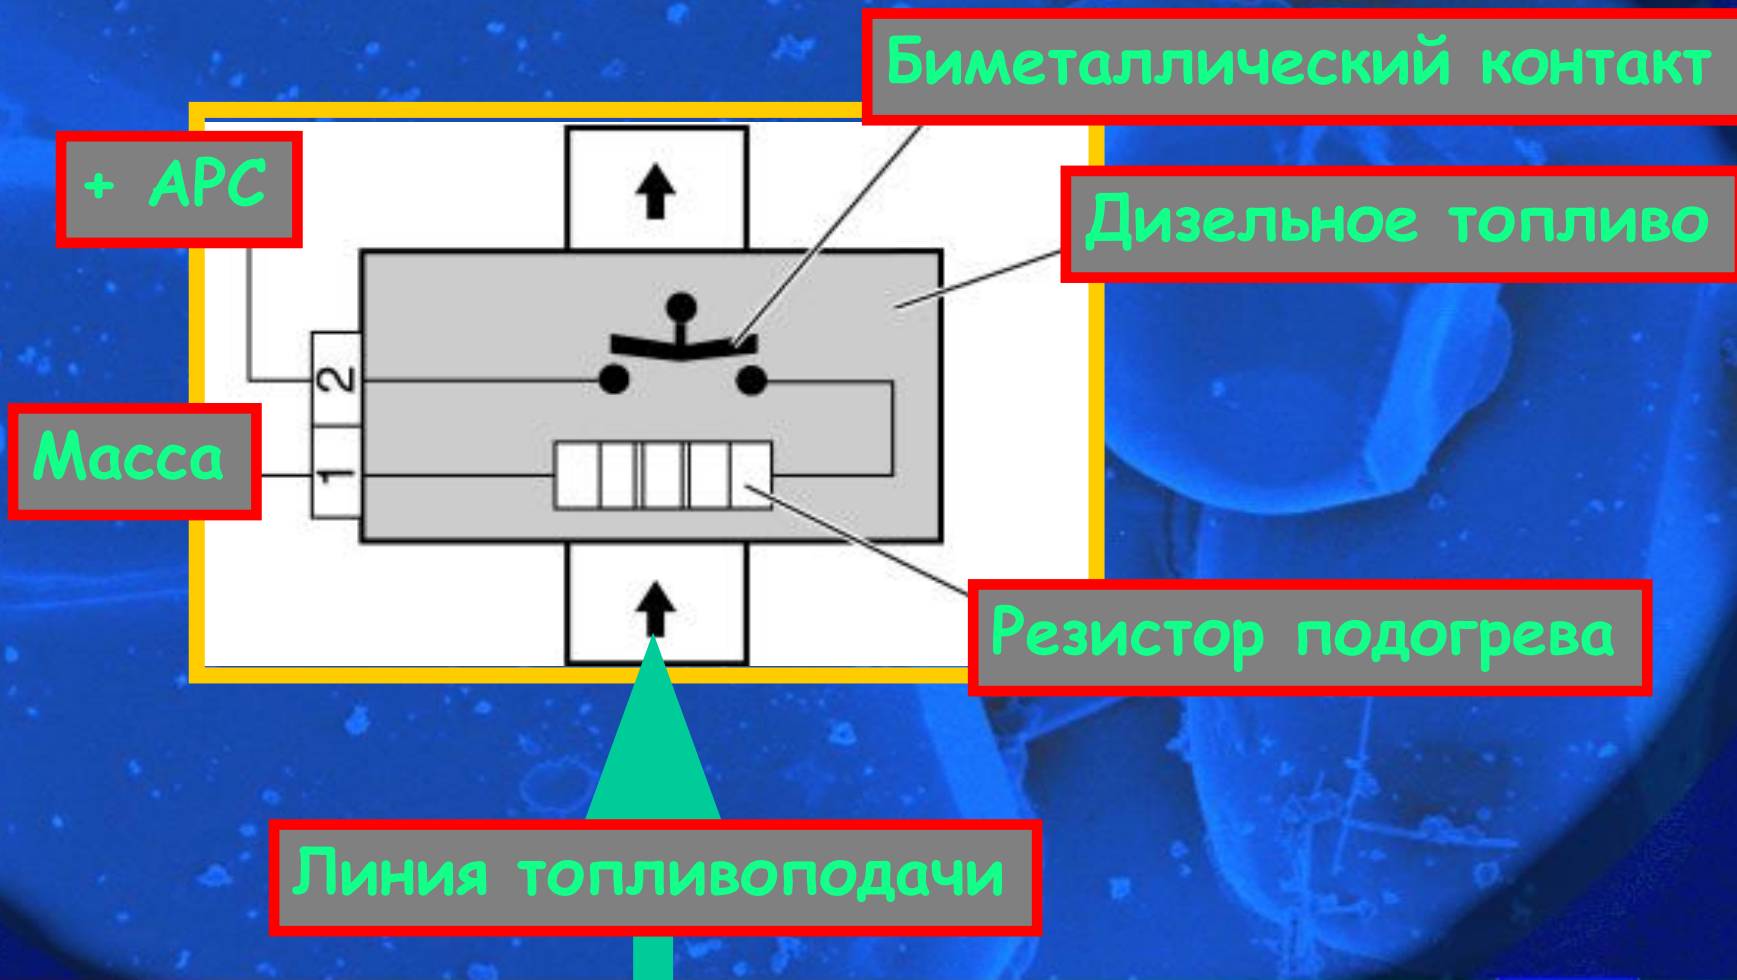 Биметаллический контакт
+ АРС
Дизельное топливо
2
Масса
1
Резистор подогрева
Линия топливоподачи